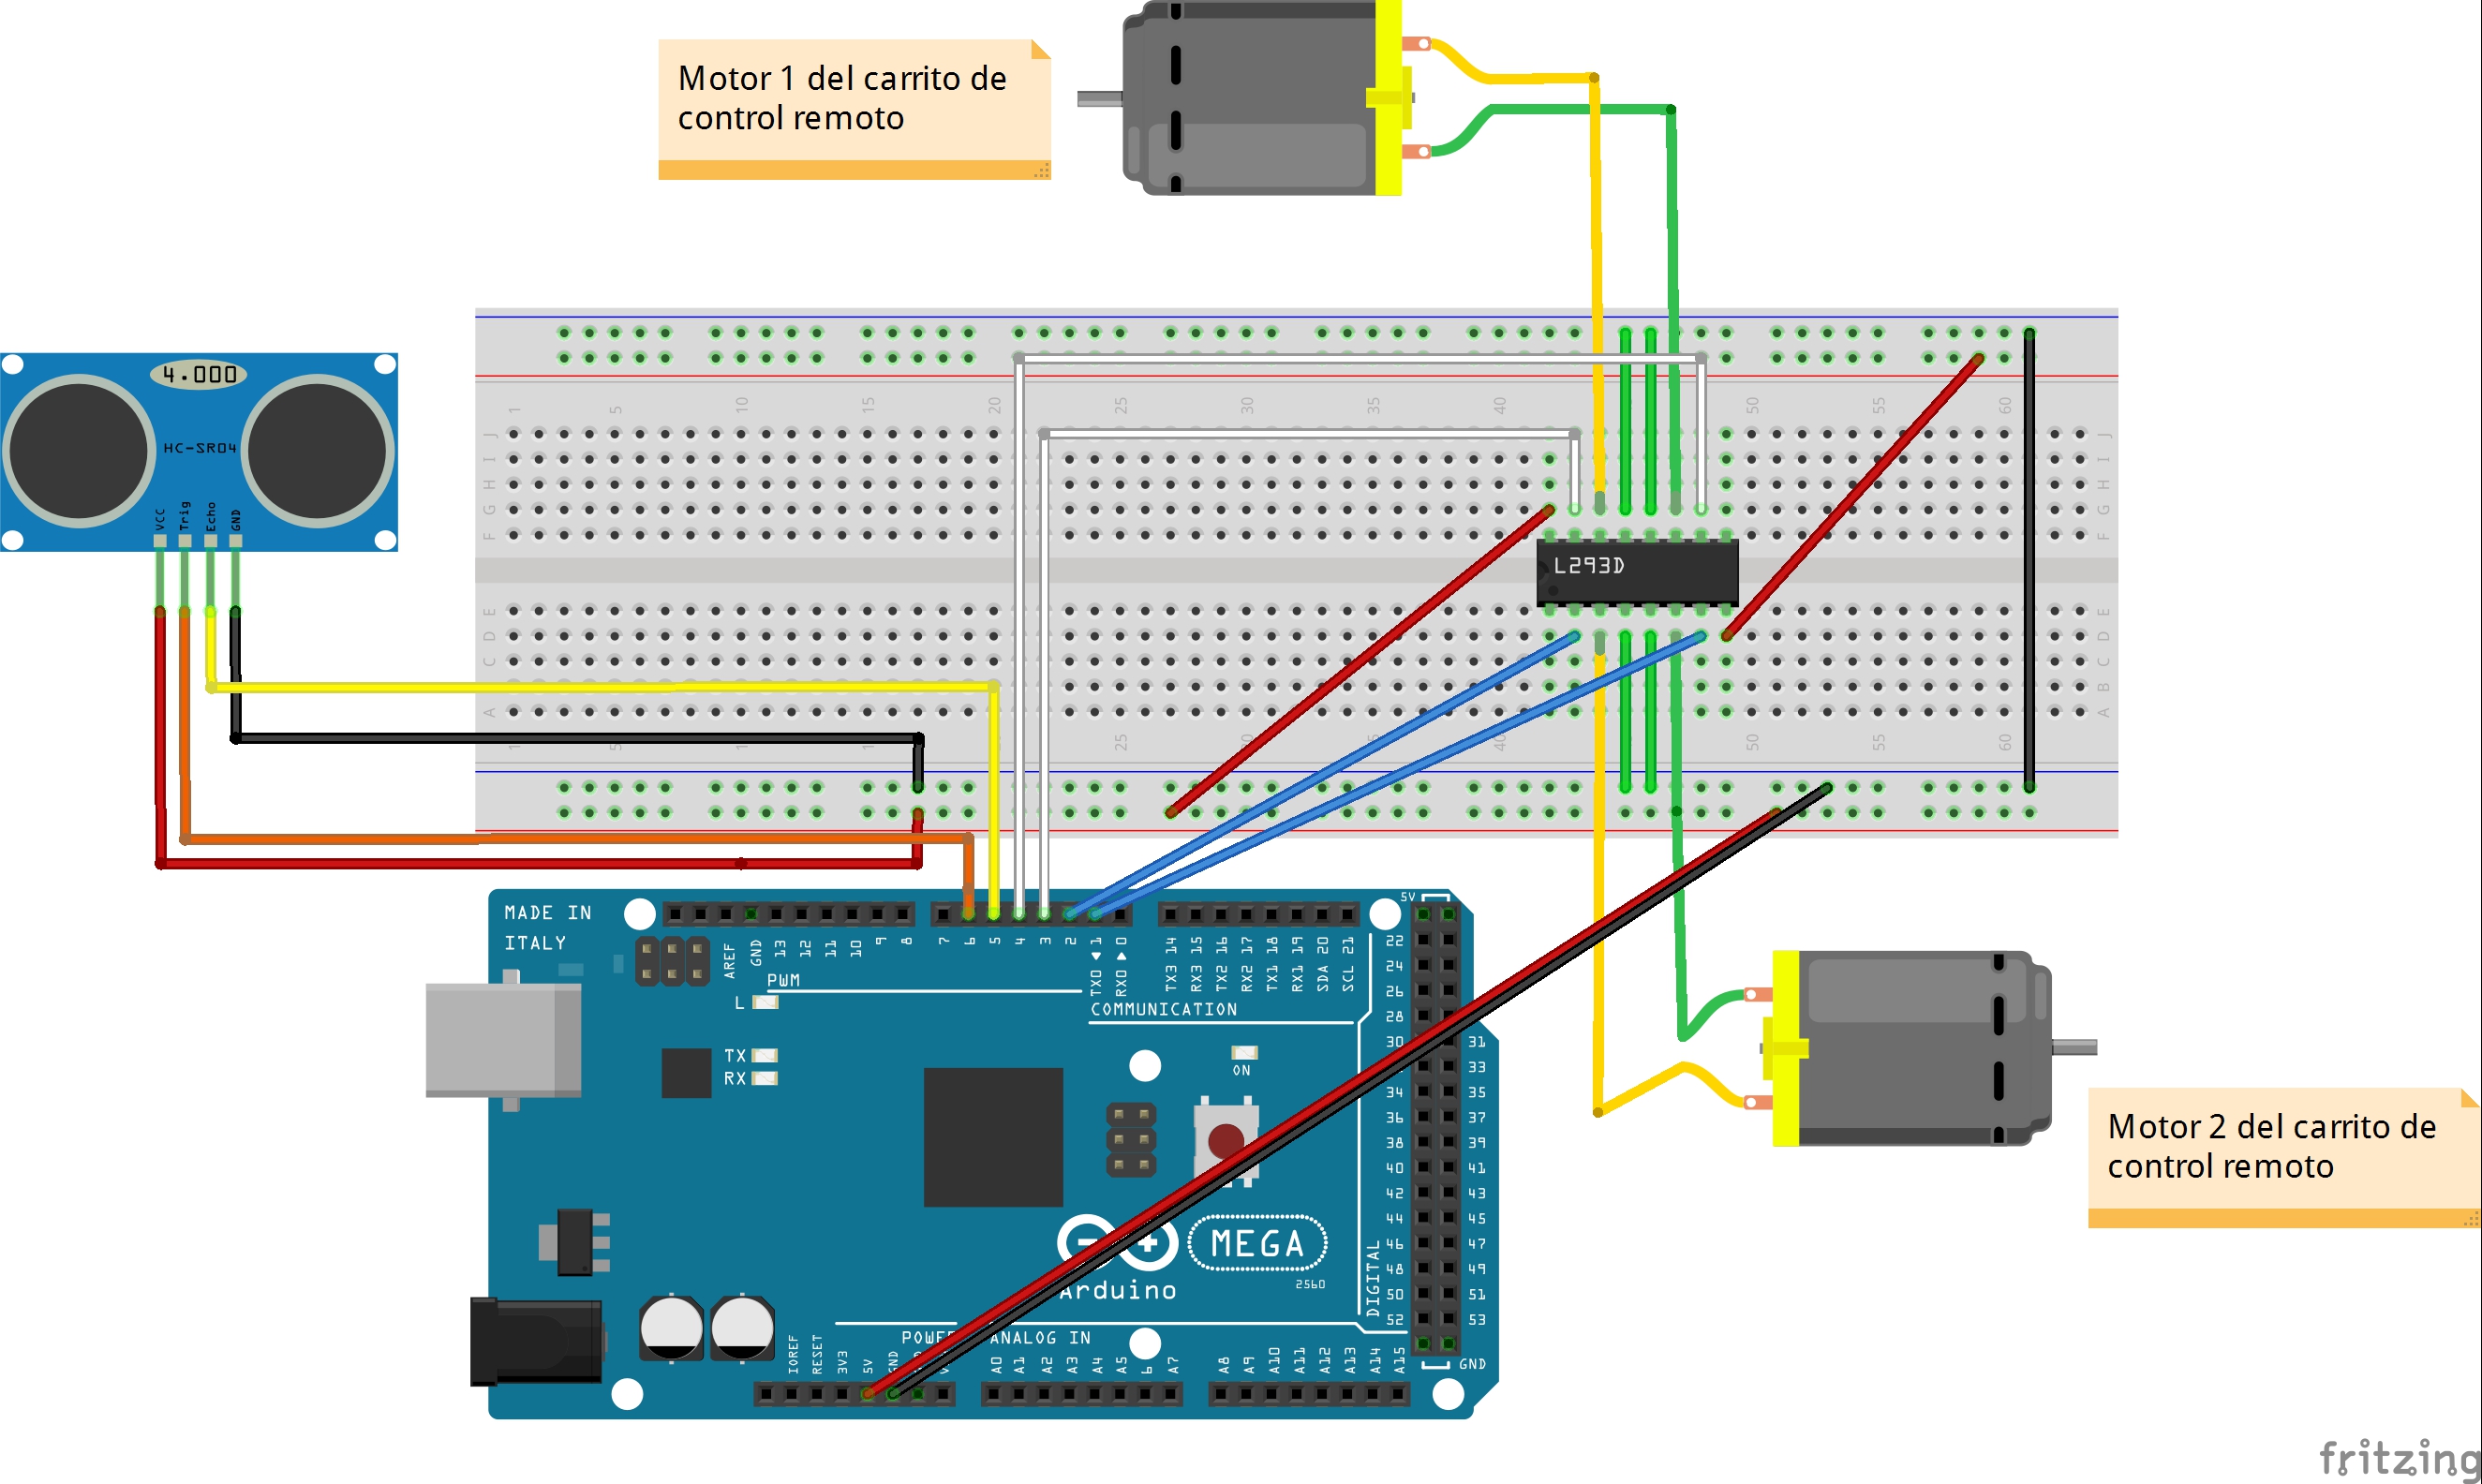 Motor 1 del carrito de
control remoto
4.000
HC-SR04
VCC
Trig
Echo
GND
1 5 10 15 20 25 30 35 40 50 55 60
J
I
H
G
F
L293D
E
D
C
B
A
25 40 50 55 60
MADE IN
ITALY
AREF GND 13 12 11 10 9 8 7 6 5 4 3 2 TX0 1 RX0 0
TX3 14 RX3 15 TX2 16 RX2 17 TX1 18 RX1 19 SDA 20 SCL 21
PWM
L
COMMUNICATION
TX
RX
ON
5V
22
24
26
28
30 31
33
34 35
36 37
38 39
40 41
42 43
44 45
46 47
48 49
50 51
52 53
GND
DIGITAL
MEGA
2560
Arduino
POWER ANALOG IN
IOREF RESET 3V3 5V GND
A0 A1 A2 A3 A4 A5 6 A7
A8 A9 A10 A11 A12 A13 A14 A15
Motor 2 del carrito de
control remoto
fritzing